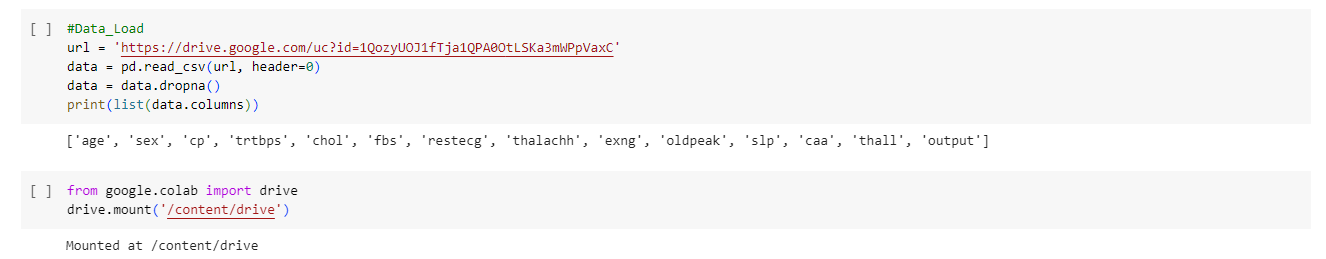 [ ] #Data_Load
url = 'https://drive.google.com/uc?id=1QozyUOJ1fTja1QPA0OtLSKa3mWPpVaxC'
data = pd.read_csv(url, header=0)
data = data.dropna()
print(list(data.columns))
['age', 'sex', 'cp', 'trtbps', 'chol', 'fbs', 'restecg', 'thalachh', 'exng', 'oldpeak', 'slp', 'caa', 'thall', 'output']
[ ] from google.colab import drive
drive.mount('/content/drive')
Mounted at /content/drive